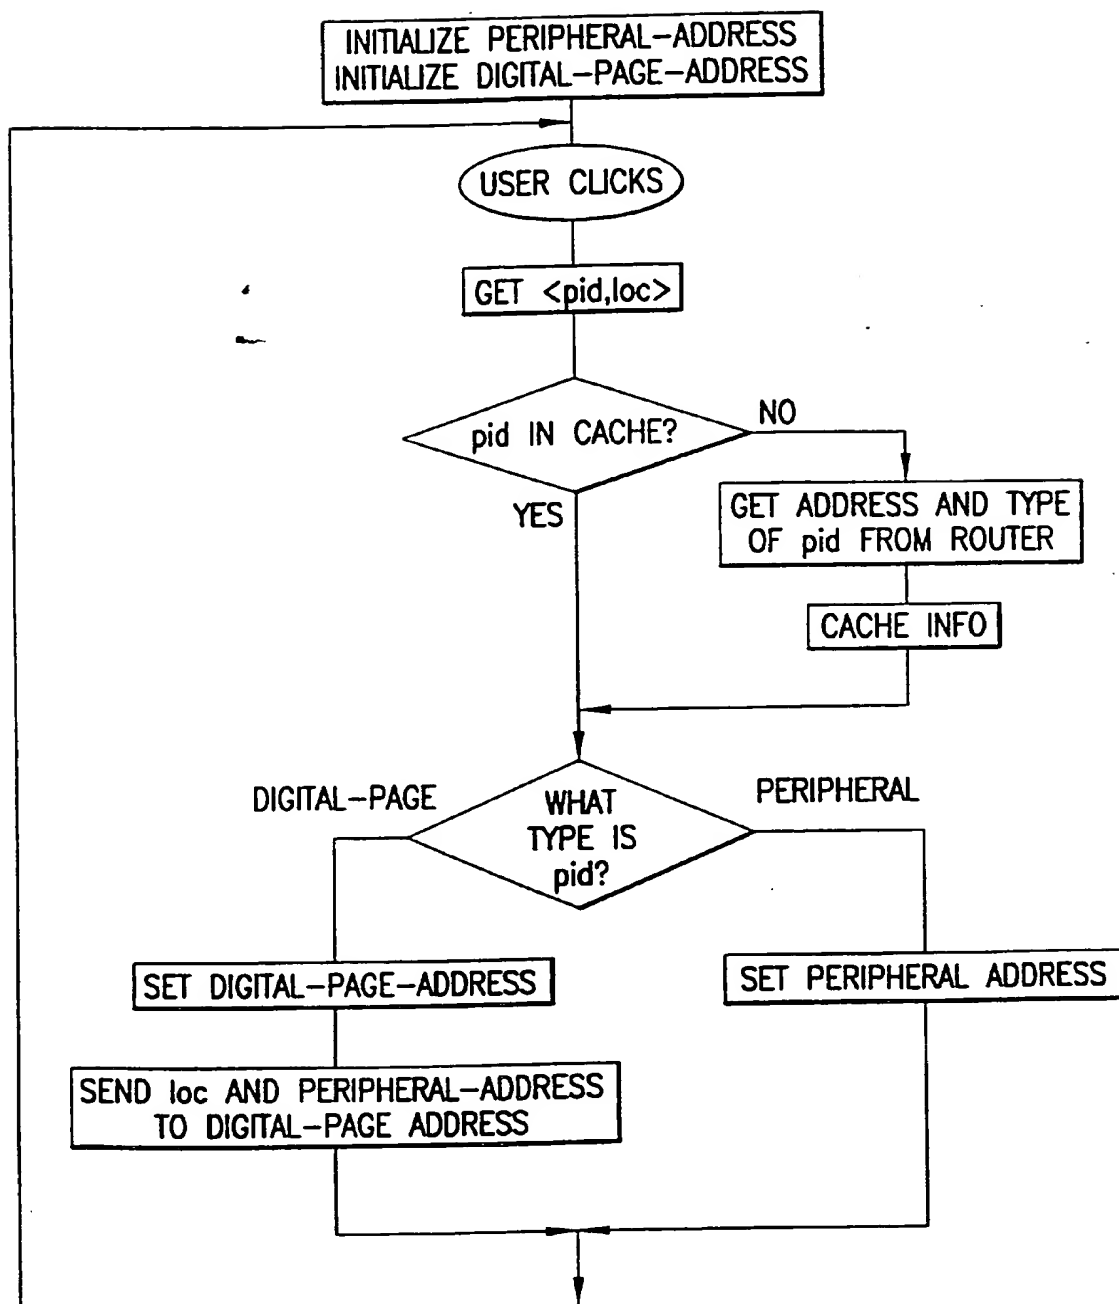 INITIALIZE PERIPHERAL-ADDRESS
INITIALIZE DIGITAL-PAGE-ADDRESS
USER CLICKS
GET <pid,loc>
pid IN CACHE?
NO
YES
GET ADDRESS AND TYPE
OF pid FROM ROUTER
CACHE INFO
DIGITAL-PAGE
WHAT
TYPE IS
pid?
PERIPHERAL
SET DIGITAL-PAGE-ADDRESS
SET PERIPHERAL ADDRESS
SEND loc AND PERIPHERAL-ADDRESS
TO DIGITAL-PAGE ADDRESS